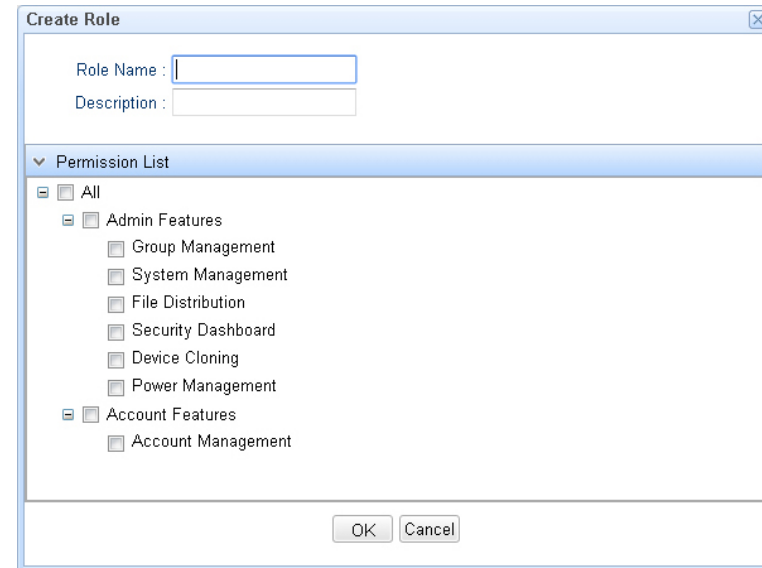 Create Role
Role Name :
Description :
Permission List
All
Admin Features
Group Management
System Management
File Distribution
Security Dashboard
Device Cloning
Power Management
Account Features
Account Management
OK Cancel